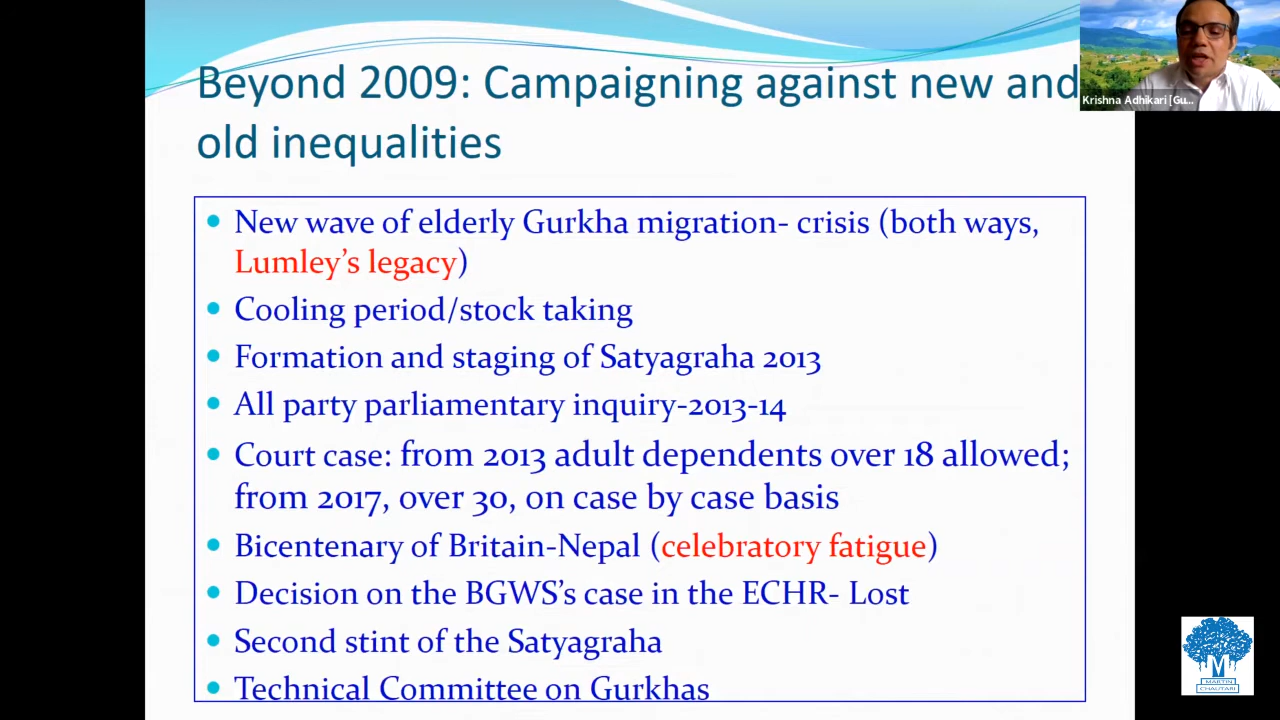 Beyond 2009: Campaigning against new and
old inequalities
Krishna Adhikari [Gu...
• New wave of elderly Gurkha migration- crisis (both ways,
Lumley's legacy)
• Cooling period/stock taking
• Formation and staging of Satyagraha 2013
• All party parliamentary inquiry-2013-14
• Court case: from 2013 adult dependents over 18 allowed;
from 2017, over 30, on case by case basis
• Bicentenary of Britain-Nepal (celebratory fatigue)
• Decision on the BGWS's case in the ECHR- Lost
• Second stint of the Satyagraha
• Technical Committee on Gurkhas
M
MARTIN
CHAUTARI